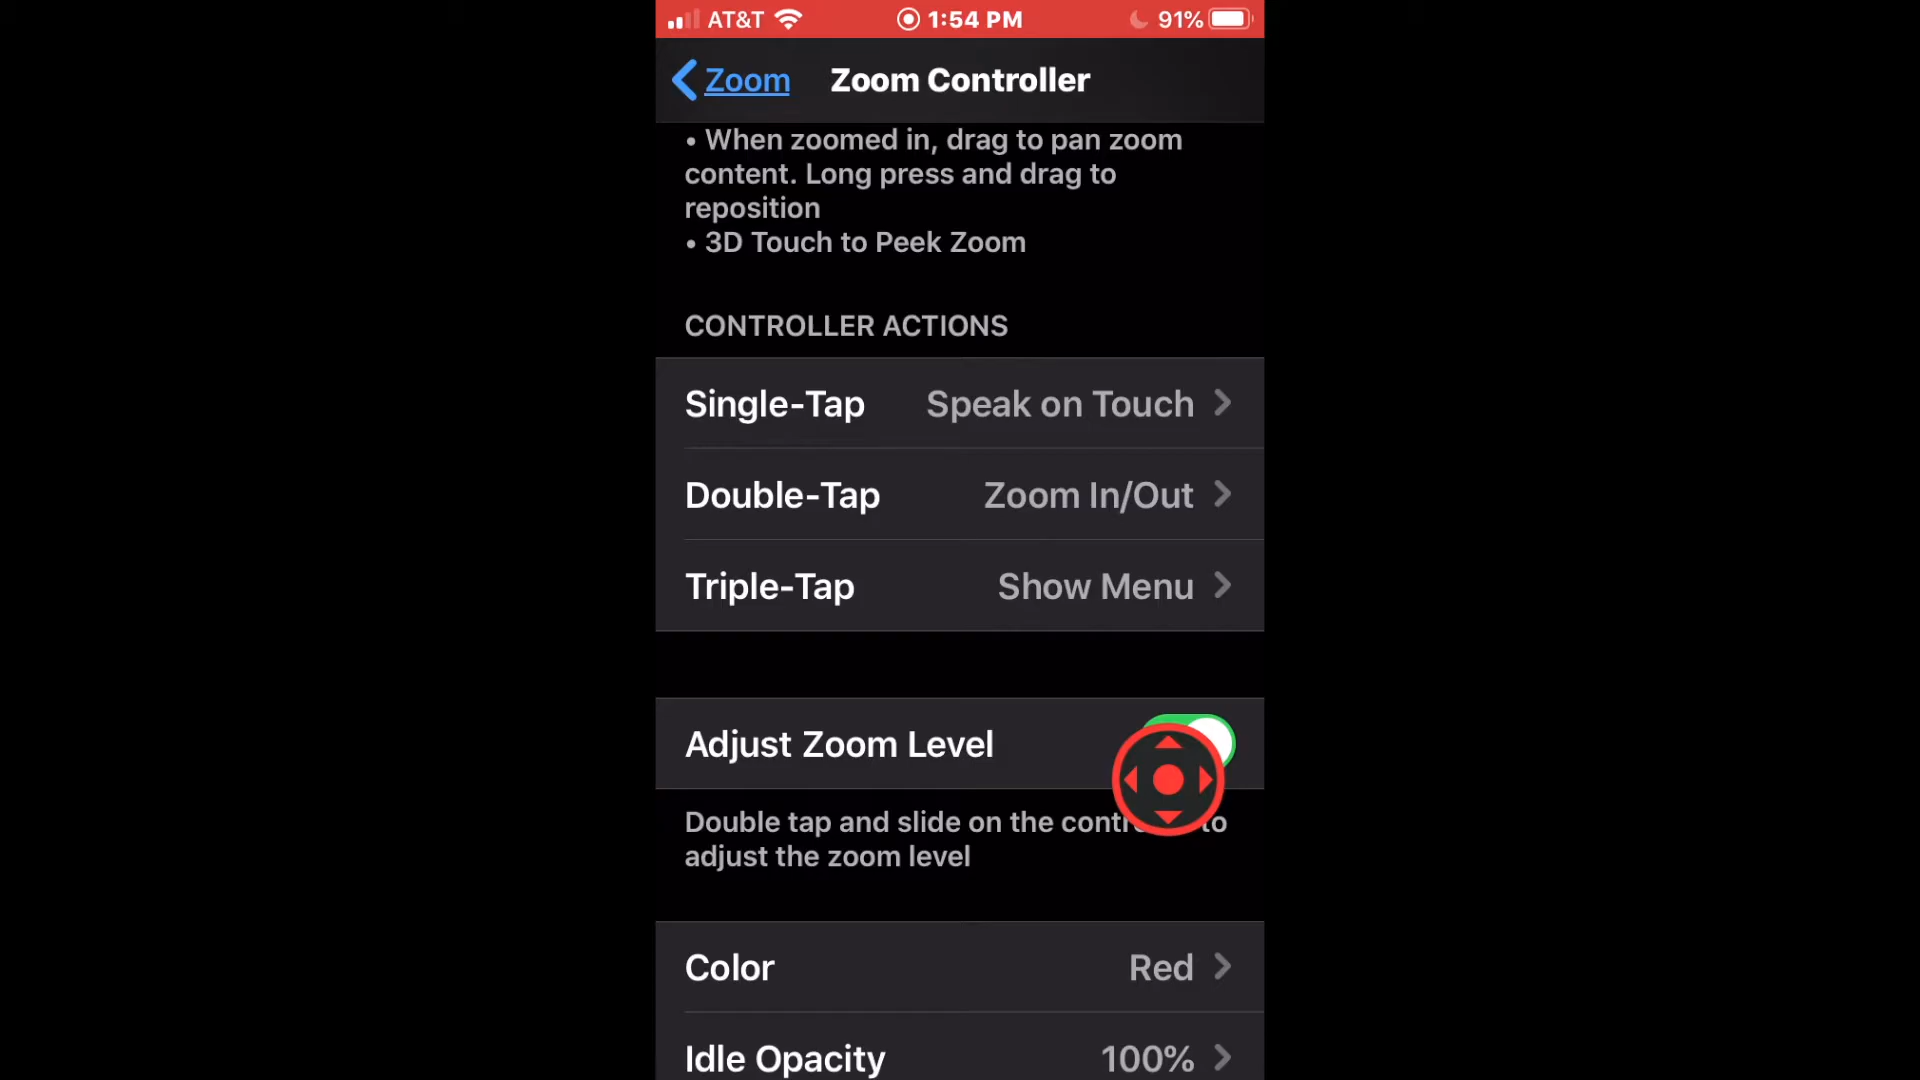 AT&T 1:54 PM 91%
Zoom Zoom Controller
• When zoomed in, drag to pan zoom
content. Long press and drag to
reposition
• 3D Touch to Peek Zoom
CONTROLLER ACTIONS
Single-Tap Speak on Touch
Double-Tap Zoom In/Out
Triple-Tap Show Menu
Adjust Zoom Level
Double tap and slide on the to
adjust the zoom level
Color Red
Idle Opacity 100%